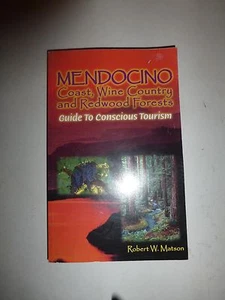 MENDOCINO
Coast, Wine Country
and Redwood Forests
Guide To Conscious Tourism
Robert W. Matson